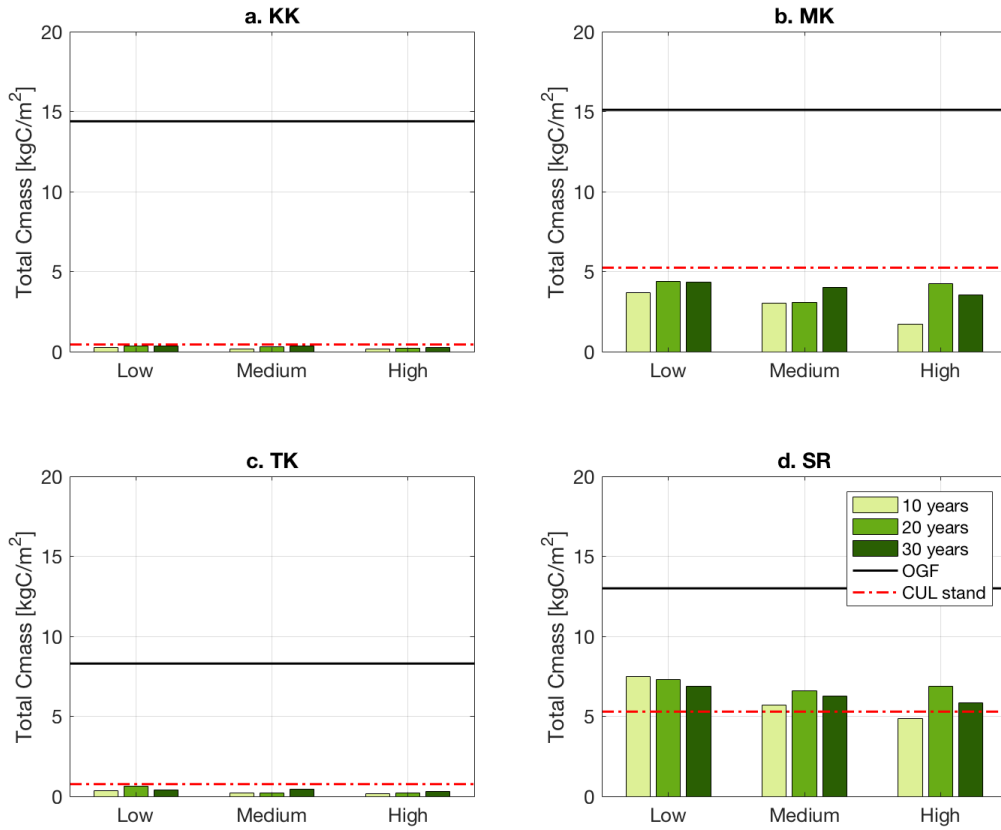 a. KK
Total Cmass [kgC/m²]
20
15
10
5
0
Low Medium High
b. MK
Total Cmass [kgC/m²]
20
15
10
5
0
Low Medium High
c. TK
Total Cmass [kgC/m²]
20
15
10
5
0
Low Medium High
d. SR
Total Cmass [kgC/m²]
20
15
10
5
0
Low Medium High
10 years
20 years
30 years
OGF
CUL stand